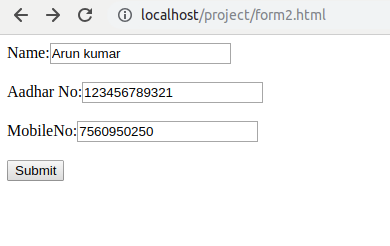 localhost/project/form2.html
Name:Arun kumar
Aadhar No:123456789321
MobileNo:7560950250
Submit